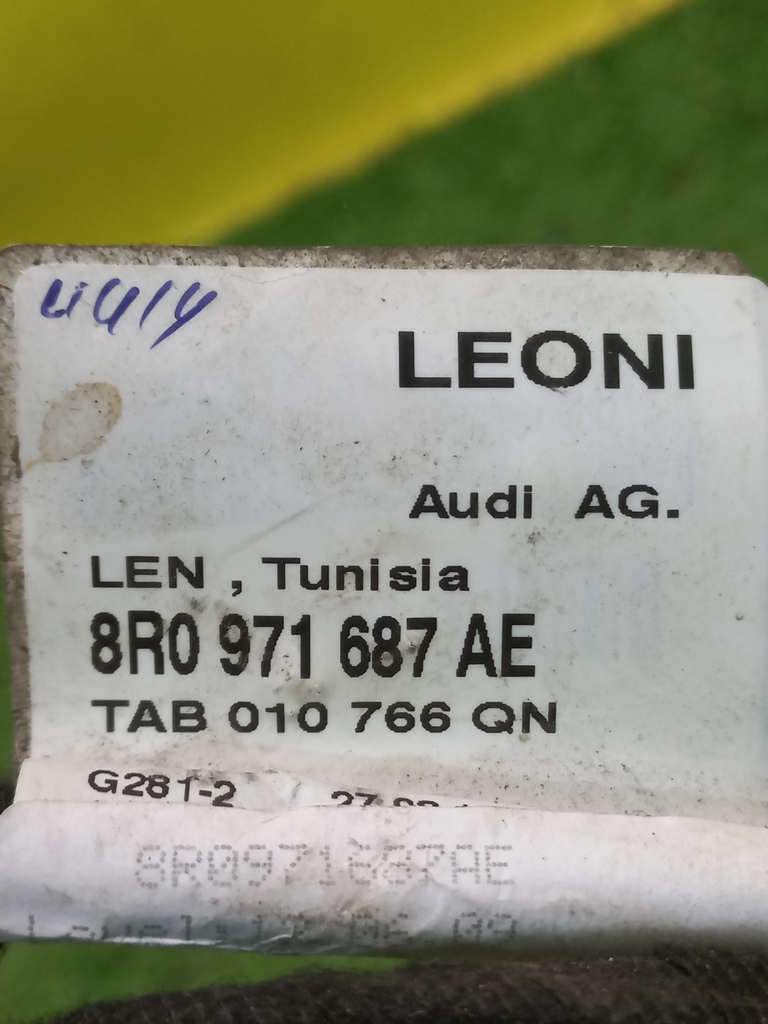 4414
LEONI
Audi AG.
LEN , Tunisia
8R0 971 687 AE
TAB 010 766 QN
G281-2
8R0971687AE